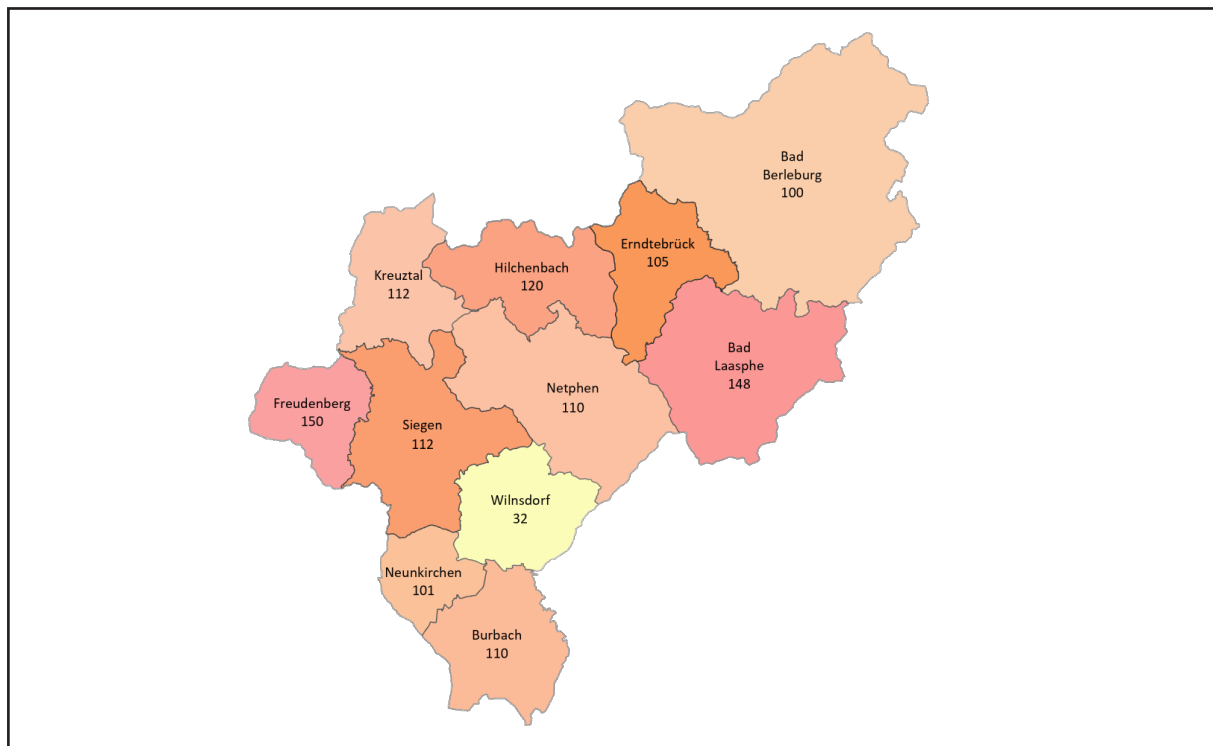 Bad
Berleburg
100
Erndtebrück
105
Hilchenbach
120
Kreuztal
112
Bad
Laasphe
148
Netphen
110
Freudenberg
150
Siegen
112
Wilnsdorf
32
Neunkirchen
101
Burbach
110